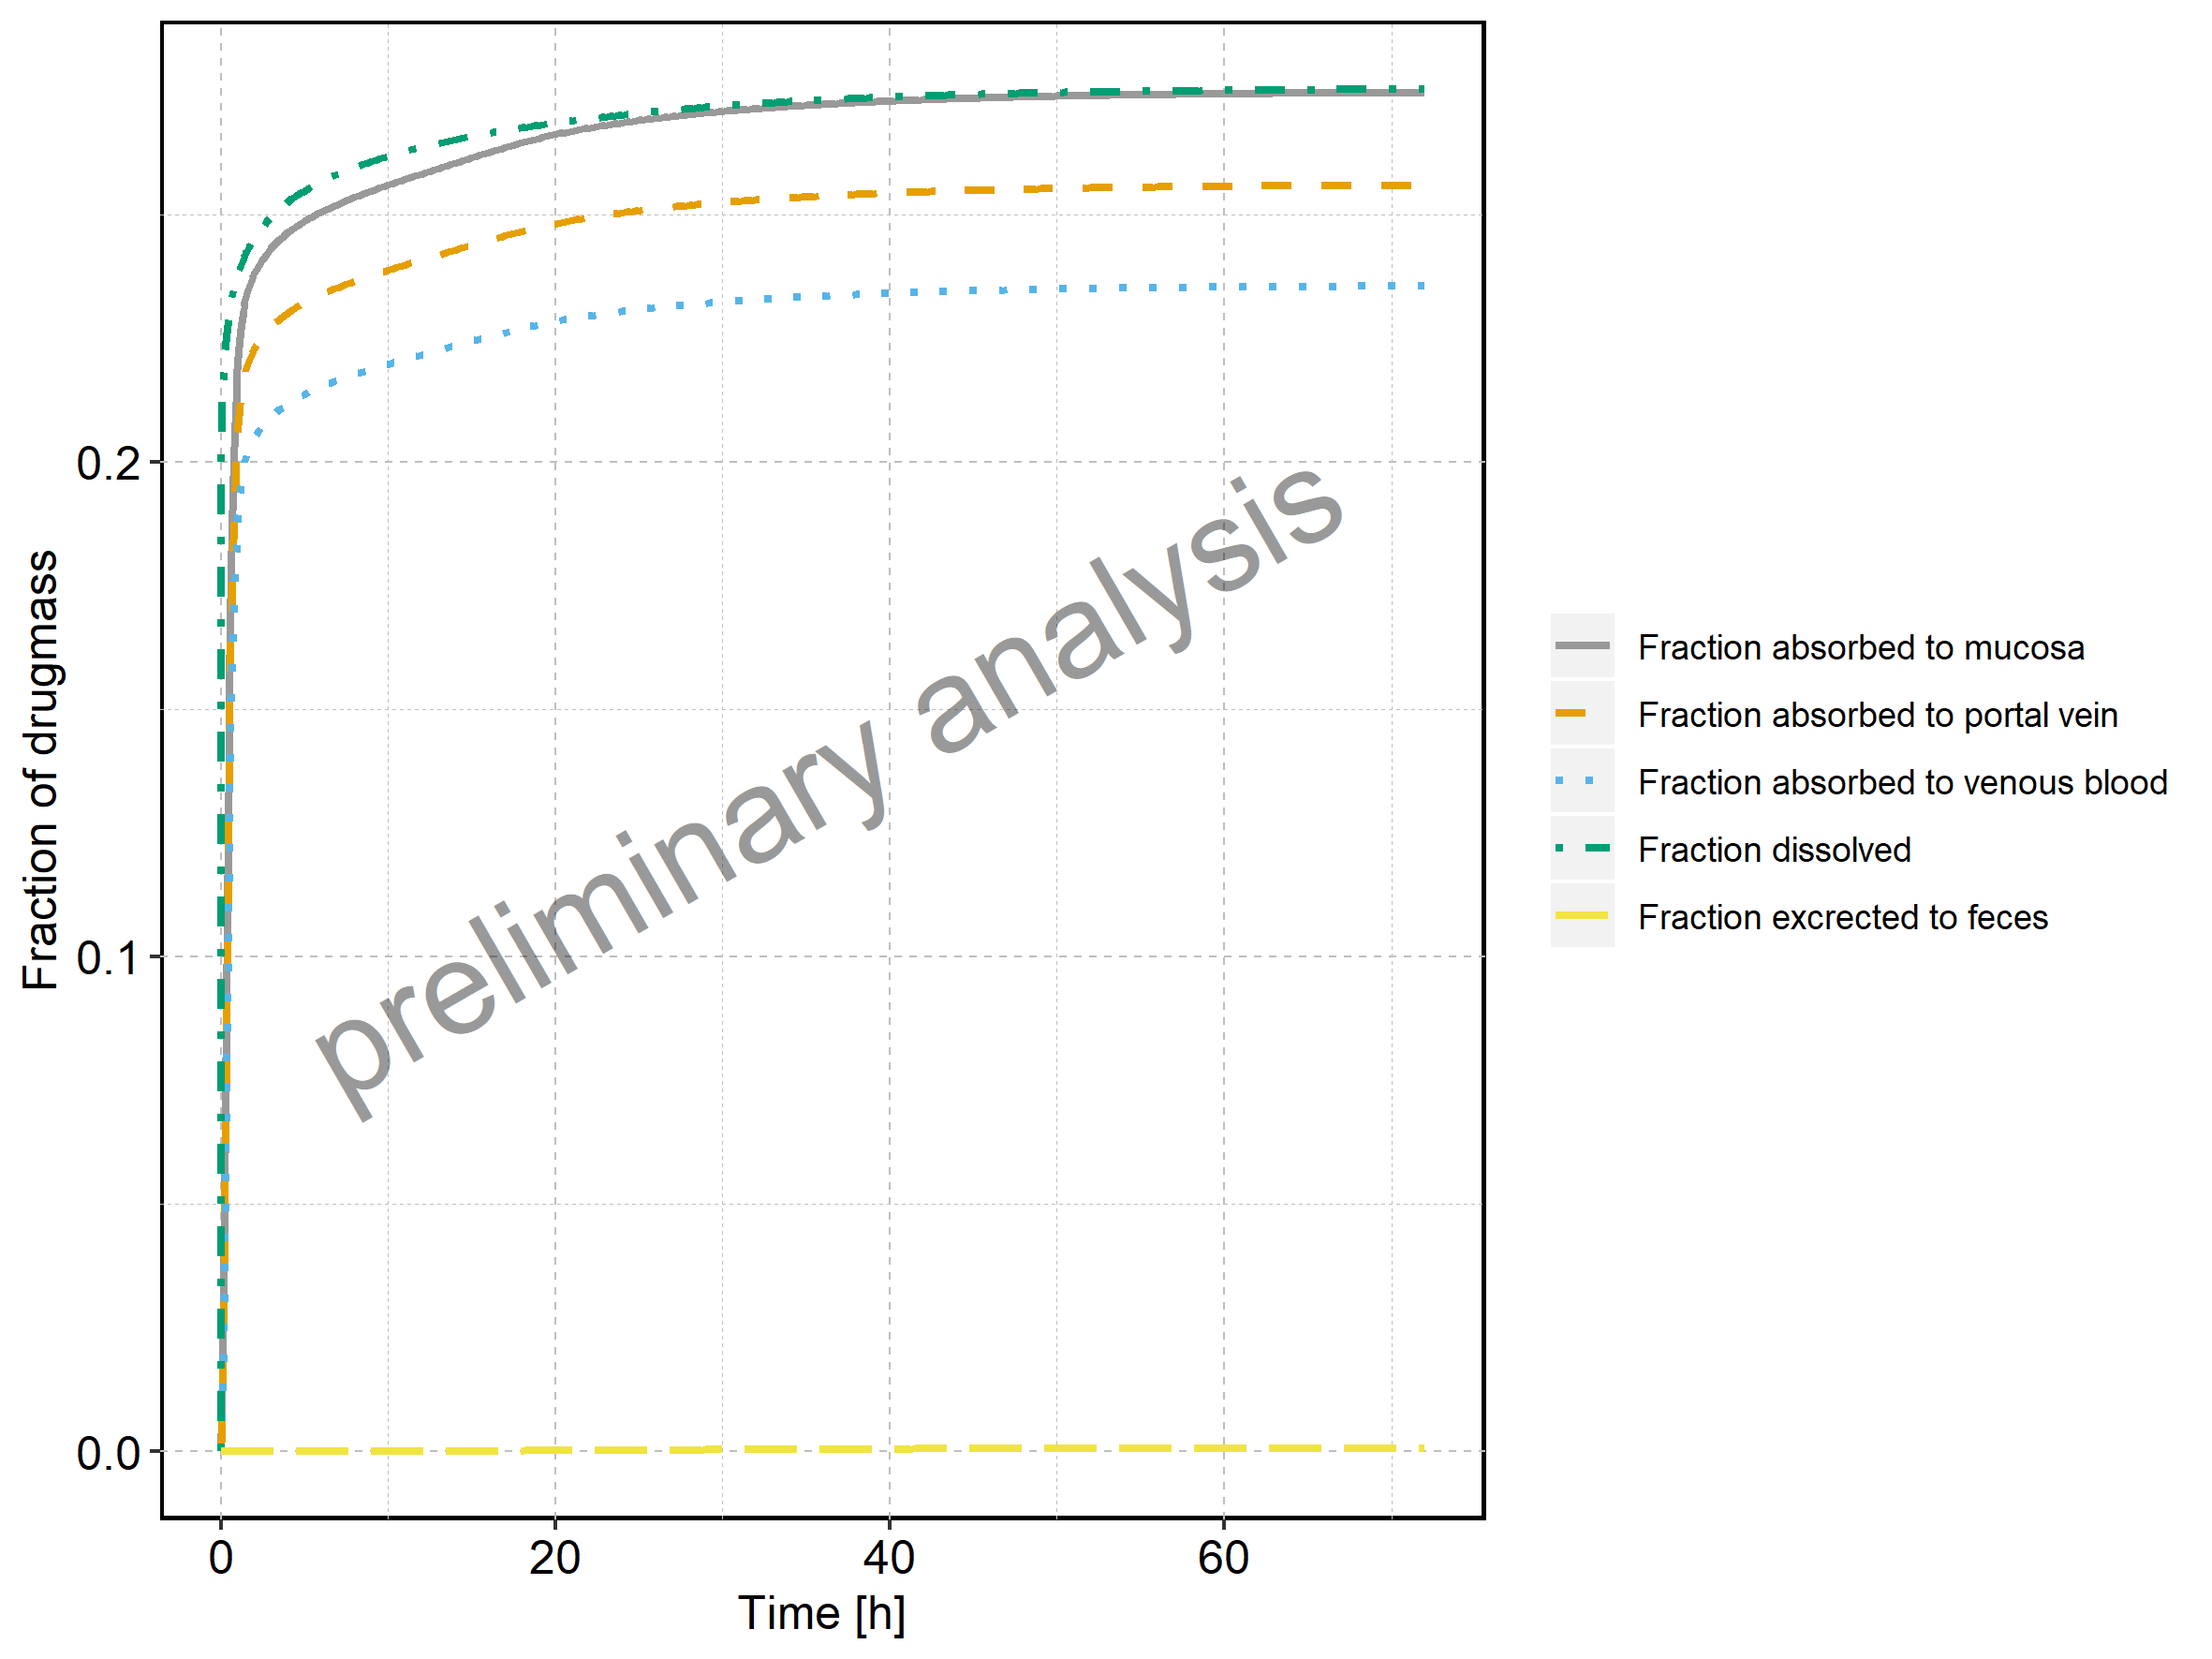 0.2
0.1
0.0
Fraction of drugmass
preliminary analysis
0
20
40
60
Time [h]
Fraction absorbed to mucosa
Fraction absorbed to portal vein
Fraction absorbed to venous blood
Fraction dissolved
Fraction excrected to feces